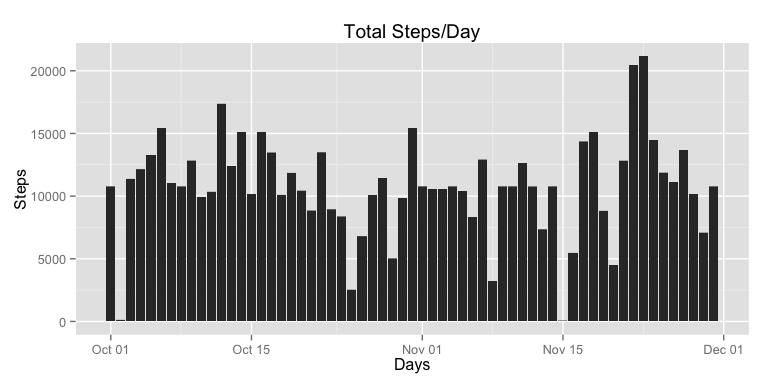 Total Steps/Day
Steps
20000
15000
10000
5000
0
Oct 01 Oct 15 Nov 01 Nov 15 Dec 01
Days